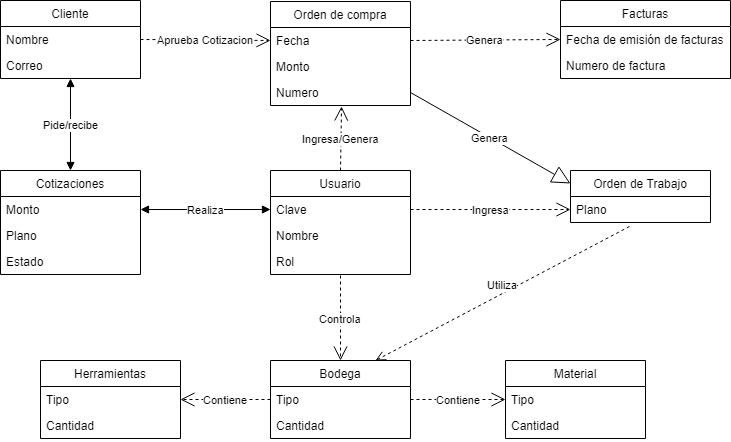 Cliente
Nombre
Correo
Aprueba Cotizacion
Orden de compra
Fecha
Monto
Numero
Genera
Facturas
Fecha de emisión de facturas
Numero de factura
Pide/recibe
Ingresa/Genera
Genera
Cotizaciones
Monto
Plano
Estado
Realiza
Usuario
Clave
Nombre
Rol
Ingresa
Orden de Trabajo
Plano
Controla
Utiliza
Herramientas
Tipo
Cantidad
Contiene
Bodega
Tipo
Cantidad
Contiene
Material
Tipo
Cantidad